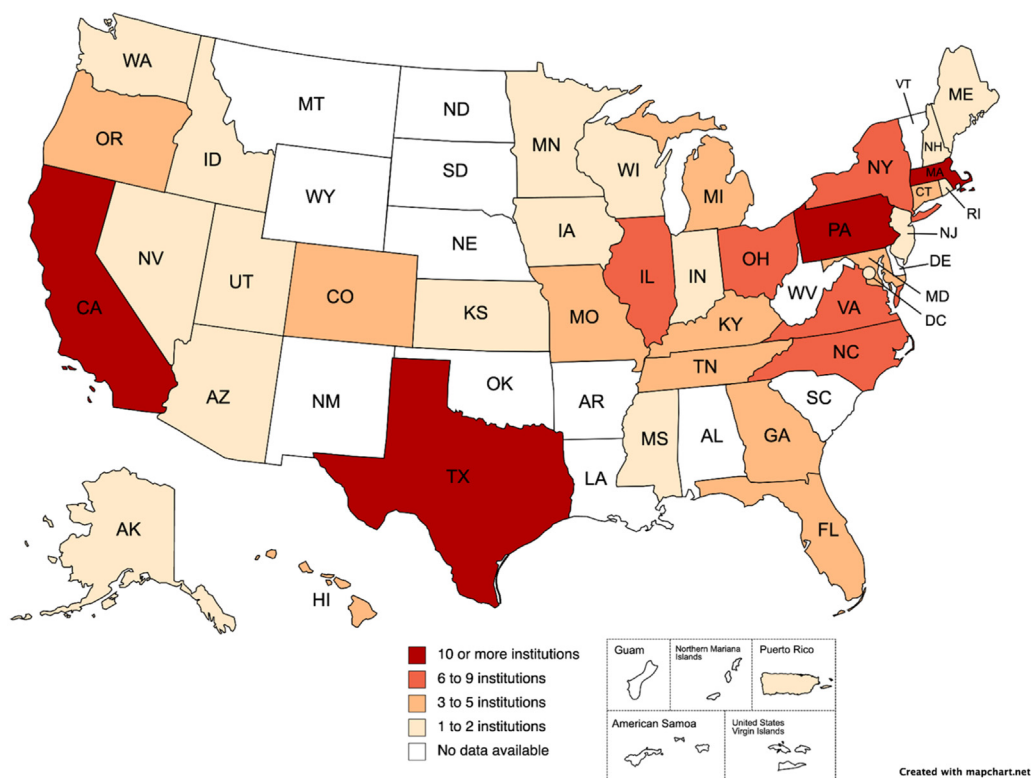 WA
MT
ND
MN
VT
ME
OR
ID
SD
WI
MI
NY
NH
MA
CT
RI
WY
NE
IA
PA
NJ
NV
UT
CO
KS
MO
IL
IN
OH
WV
VA
DE
MD
DC
CA
KY
AZ
NM
OK
AR
TN
NC
SC
TX
LA
MS
AL
GA
FL
AK
HI
10 or more institutions
6 to 9 institutions
3 to 5 institutions
1 to 2 institutions
No data available
Guam
Northern Mariana
Islands
Puerto Rico
American Samoa
United States
Virgin Islands
Created with mapchart.net